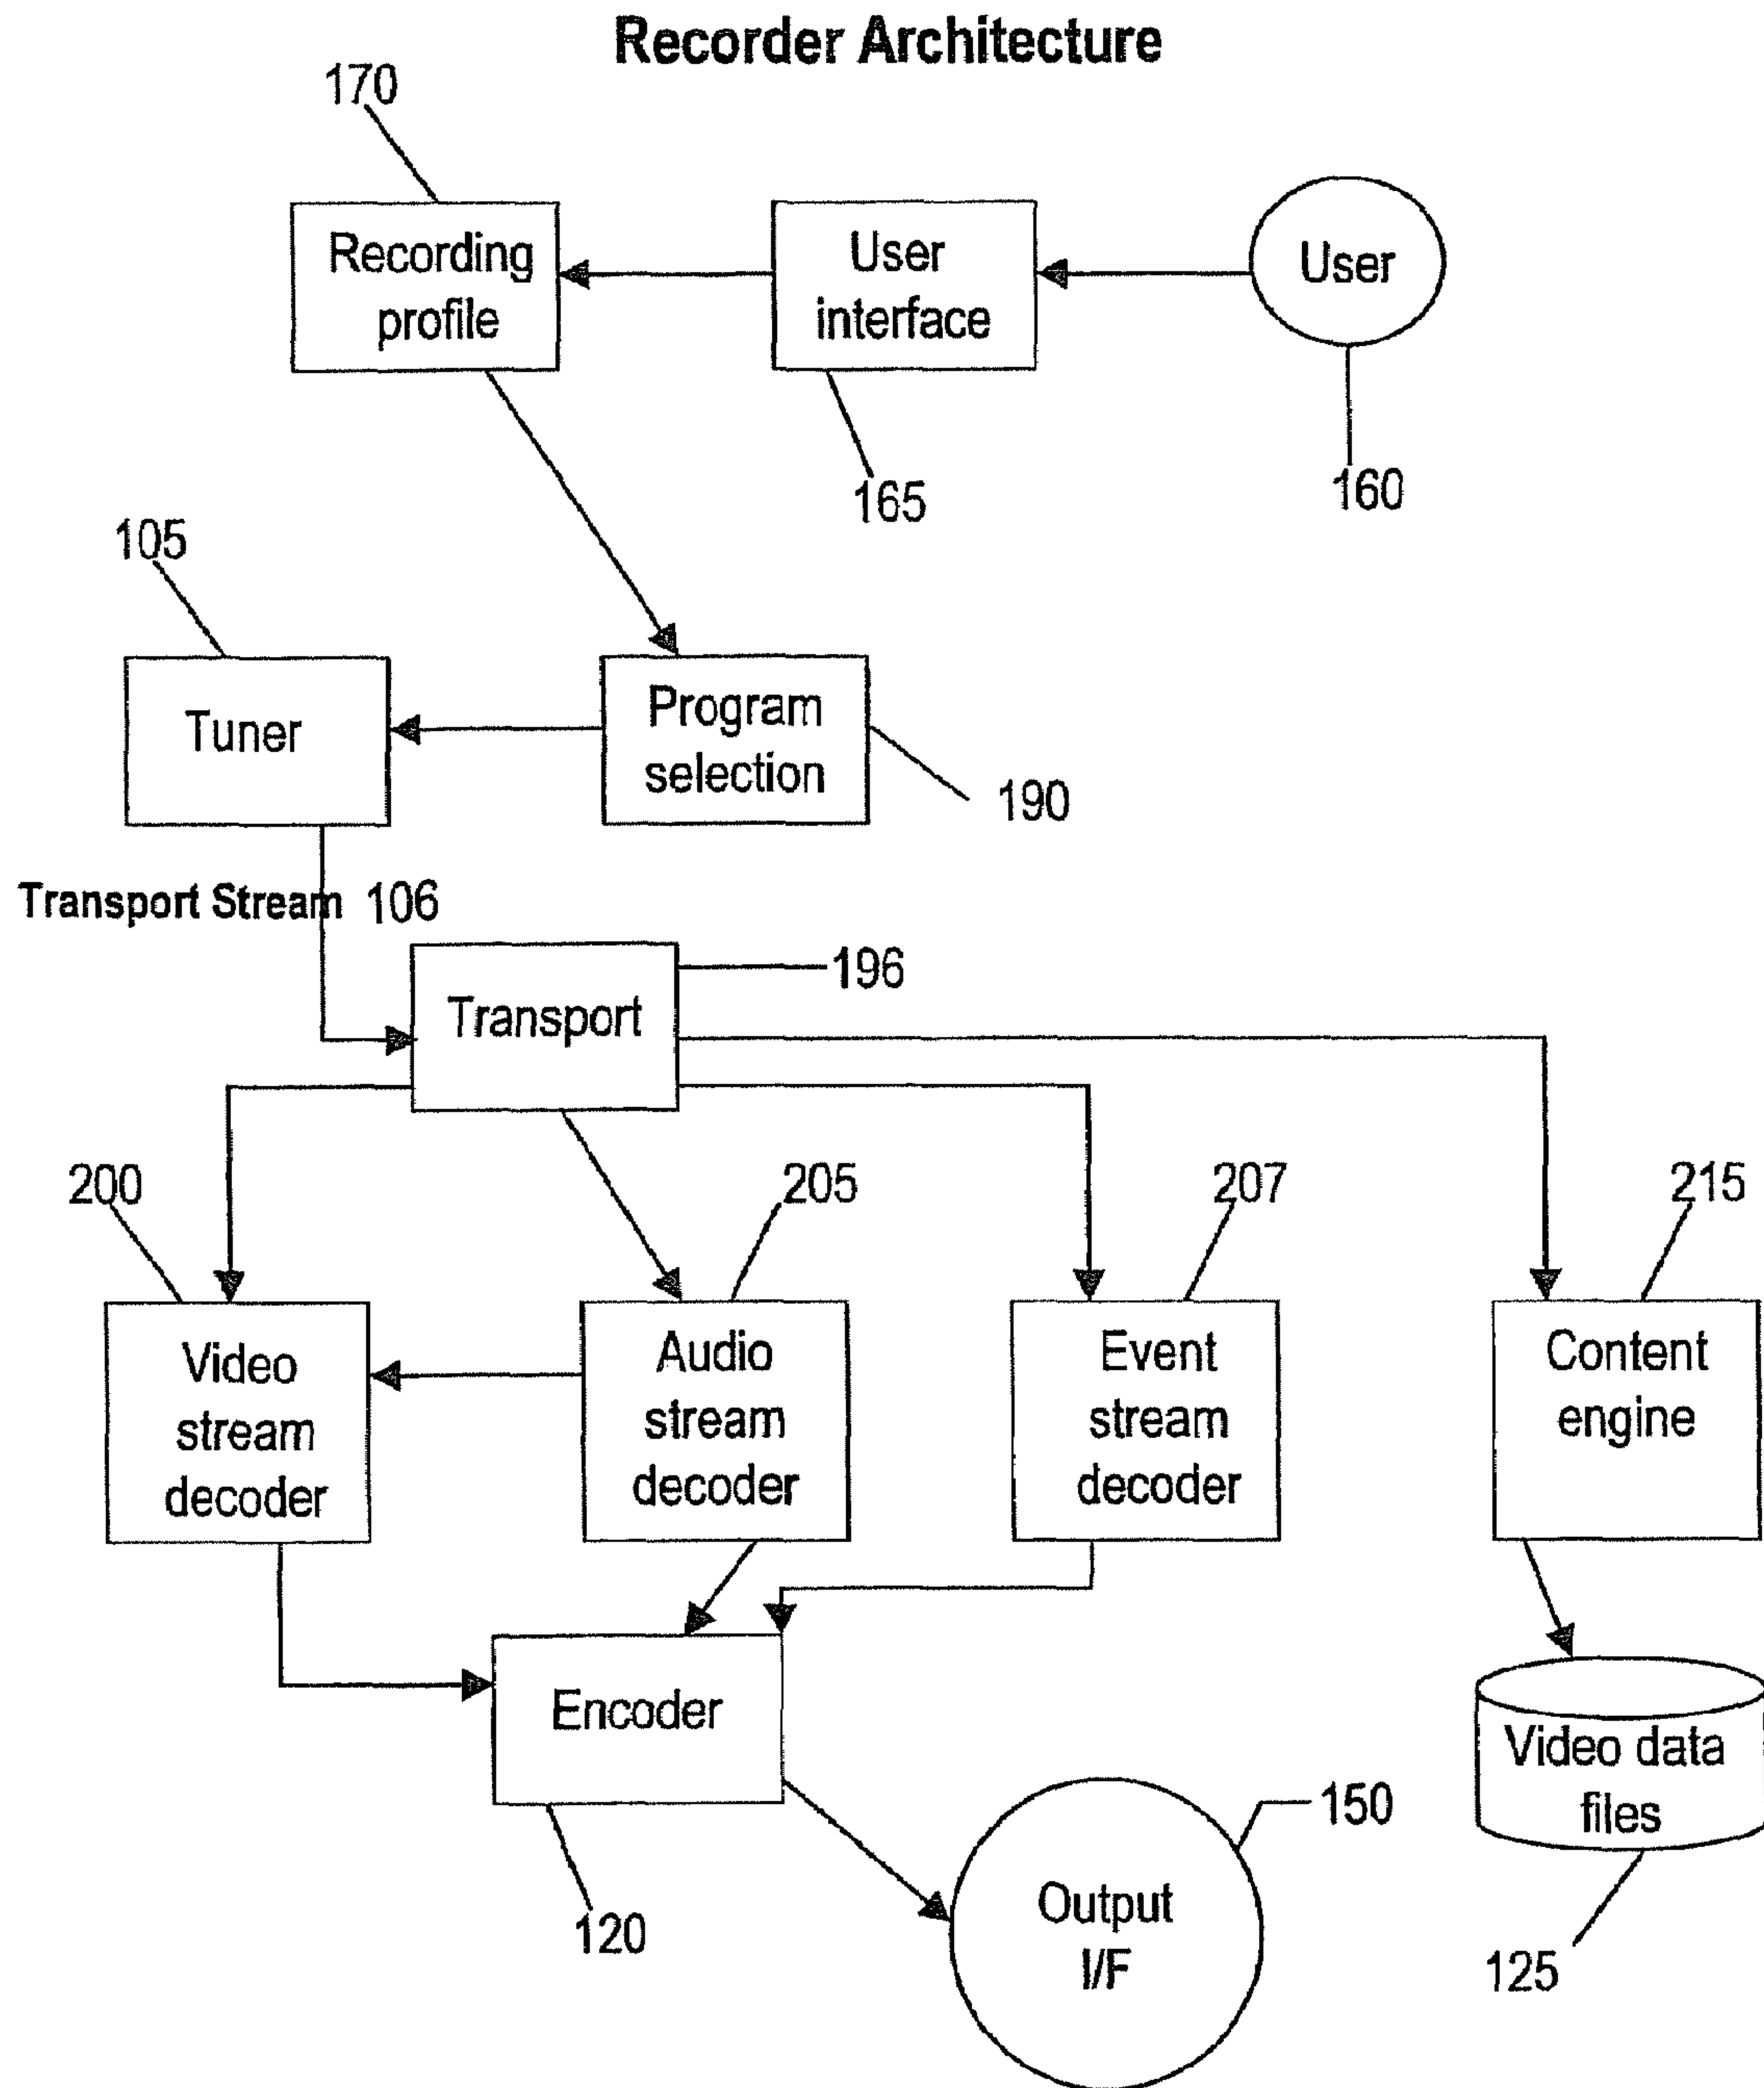 Recorder Architecture
170
Recording
profile
User
interface
User
165
160
105
Tuner
Program
selection
190
Transport Stream 106
196
Transport
200
205
207
215
Video
stream
decoder
Audio
stream
decoder
Event
stream
decoder
Content
engine
Encoder
Video data
files
150
120
Output
I/F
125